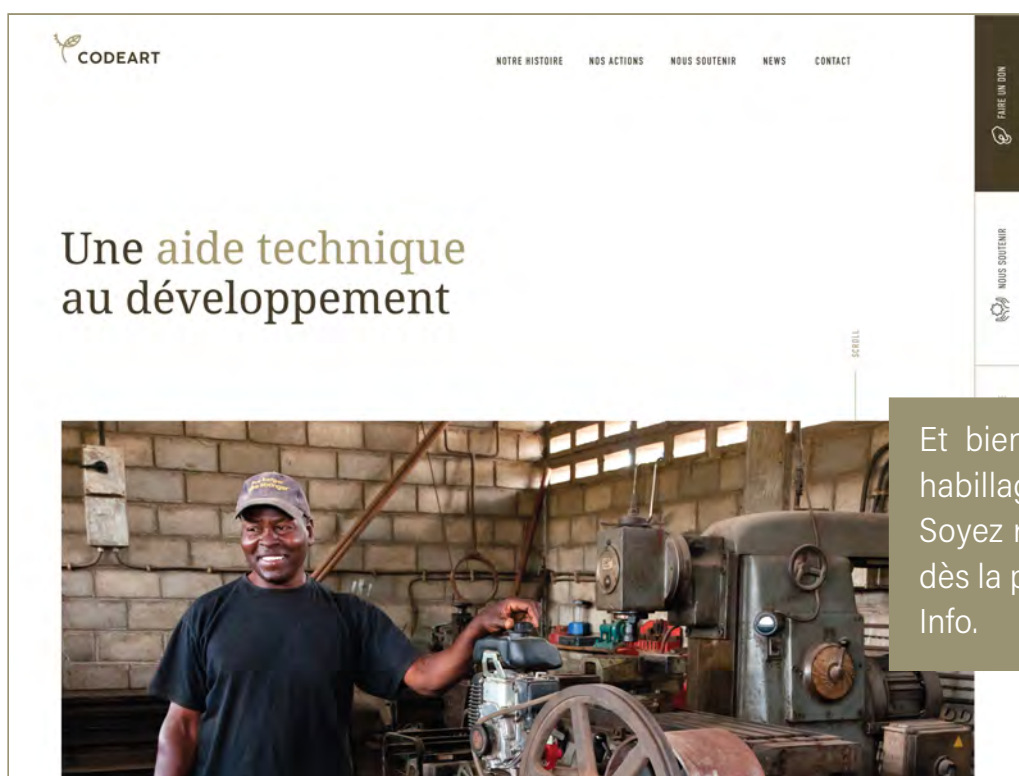 CODEART
NOTRE HISTOIRE NOS ACTIONS NOUS SOUTENIR NEWS CONTACT
FAIRE UN DON
NOUS SOUTENIR
Une aide technique
au développement
SCROLL
Et bien
habillag
Soyez
dès la p
Info.